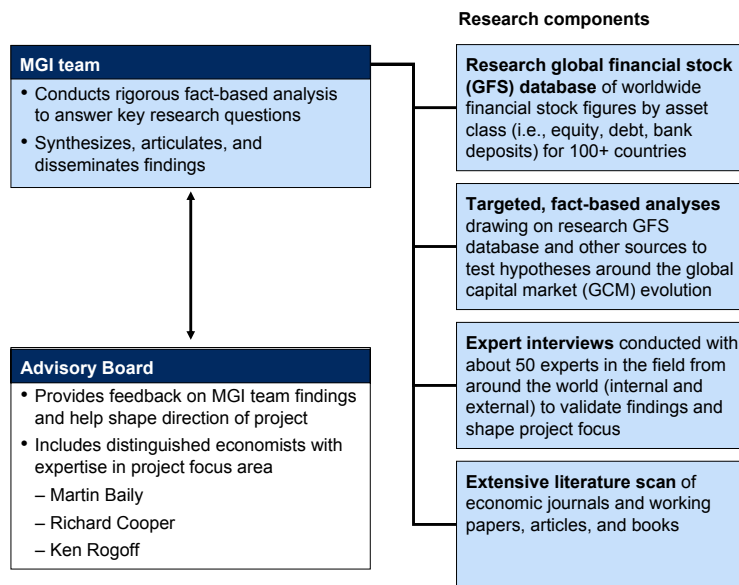 Research components
MGI team
• Conducts rigorous fact-based analysis
to answer key research questions
• Synthesizes, articulates, and
disseminates findings
Advisory Board
• Provides feedback on MGI team findings
and help shape direction of project
• Includes distinguished economists with
expertise in project focus area
– Martin Baily
– Richard Cooper
– Ken Rogoff
Research global financial stock
(GFS) database of worldwide
financial stock figures by asset
class (i.e., equity, debt, bank
deposits) for 100+ countries
Targeted, fact-based analyses
drawing on research GFS
database and other sources to
test hypotheses around the global
capital market (GCM) evolution
Expert interviews conducted with
about 50 experts in the field from
around the world (internal and
external) to validate findings and
shape project focus
Extensive literature scan of
economic journals and working
papers, articles, and books